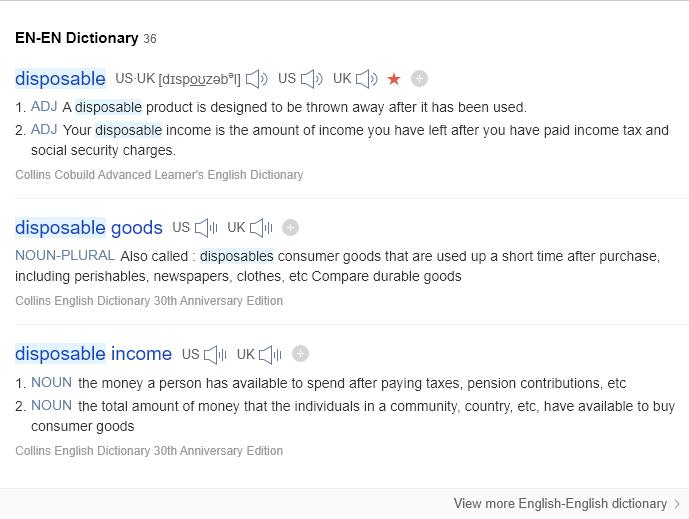 EN-EN Dictionary 36
disposable US·UK [dɪspoʊzəbᵊl] US UK
1. ADJ A disposable product is designed to be thrown away after it has been used.
2. ADJ Your disposable income is the amount of income you have left after you have paid income tax and
social security charges.
Collins Cobuild Advanced Learner's English Dictionary
disposable goods US UK
NOUN-PLURAL Also called : disposables consumer goods that are used up a short time after purchase,
including perishables, newspapers, clothes, etc Compare durable goods
Collins English Dictionary 30th Anniversary Edition
disposable income US UK
1. NOUN the money a person has available to spend after paying taxes, pension contributions, etc
2. NOUN the total amount of money that the individuals in a community, country, etc, have available to buy
consumer goods
Collins English Dictionary 30th Anniversary Edition
View more English-English dictionary >